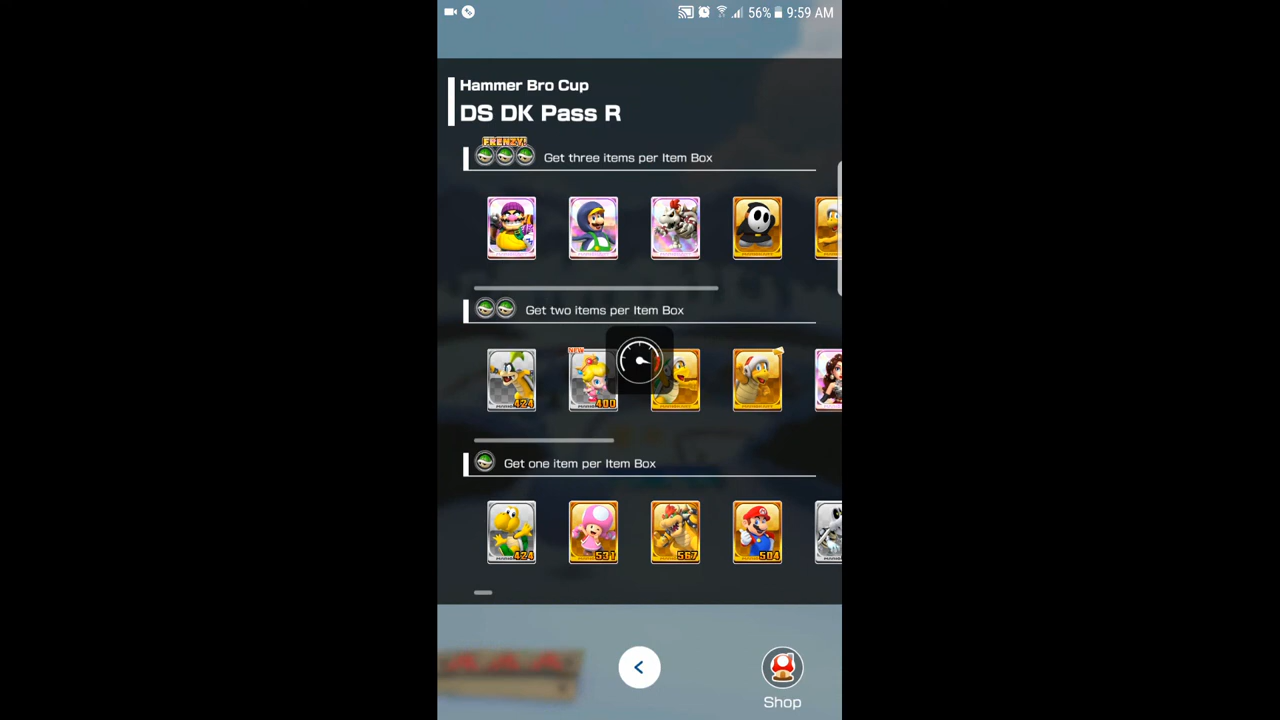 56% 9:59 AM
Hammer Bro Cup
DS DK Pass R
FRENZY!
Get three items per Item Box
Get two items per Item Box
NEW
424 400
Get one item per Item Box
424 531 567 504
Shop